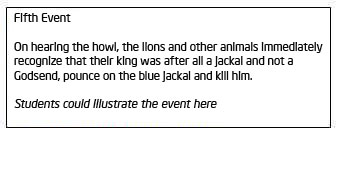 Fifth Event
On hearing the howl, the lions and other animals immediately
recognize that their king was after all a jackal and not a
Godsend, pounce on the blue jackal and kill him.
Students could illustrate the event here